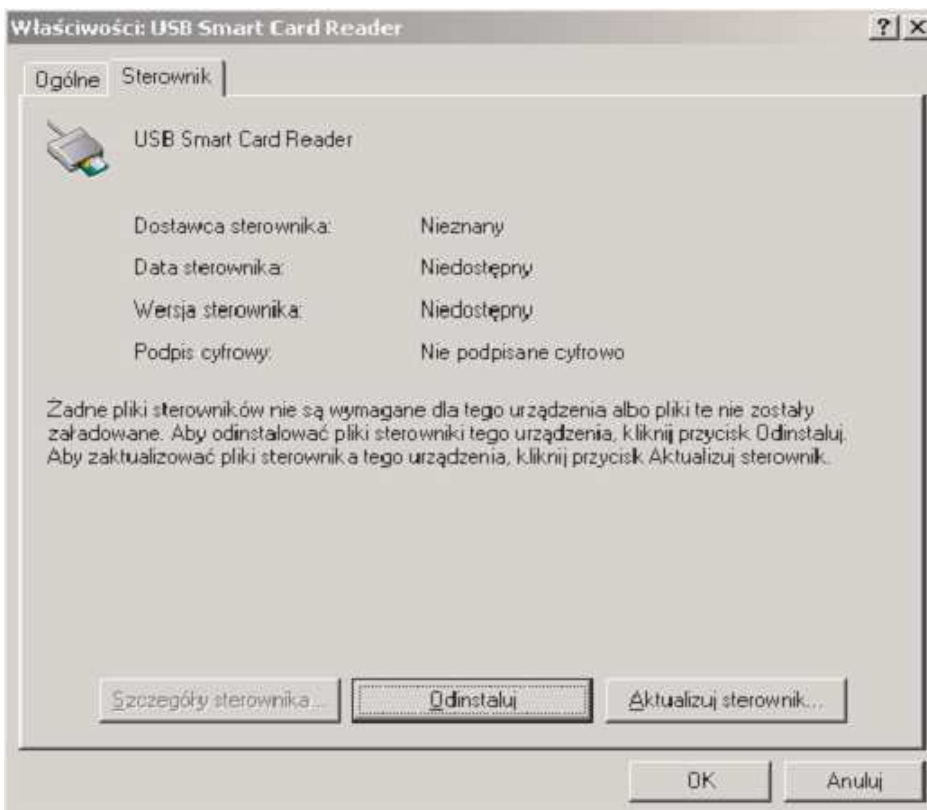 Właściwości: USB Smart Card Reader
Ogólne Sterownik
USB Smart Card Reader
Dostawca sterownika: Nieznany
Data sterownika: Niedostępny
Wersja sterownika: Niedostępny
Podpis cyfrowy: Nie podpisane cyfrowo
Żadne pliki sterowników nie są wymagane dla tego urządzenia albo pliki te nie zostały
załadowane. Aby odinstalować pliki sterowniki tego urządzenia, kliknij przycisk Odinstaluj.
Aby zaktualizować pliki sterownika tego urządzenia, kliknij przycisk Aktualizuj sterownik.
Szczegóły sterownika... Odinstaluj Aktualizuj sterownik...
OK Anuluj